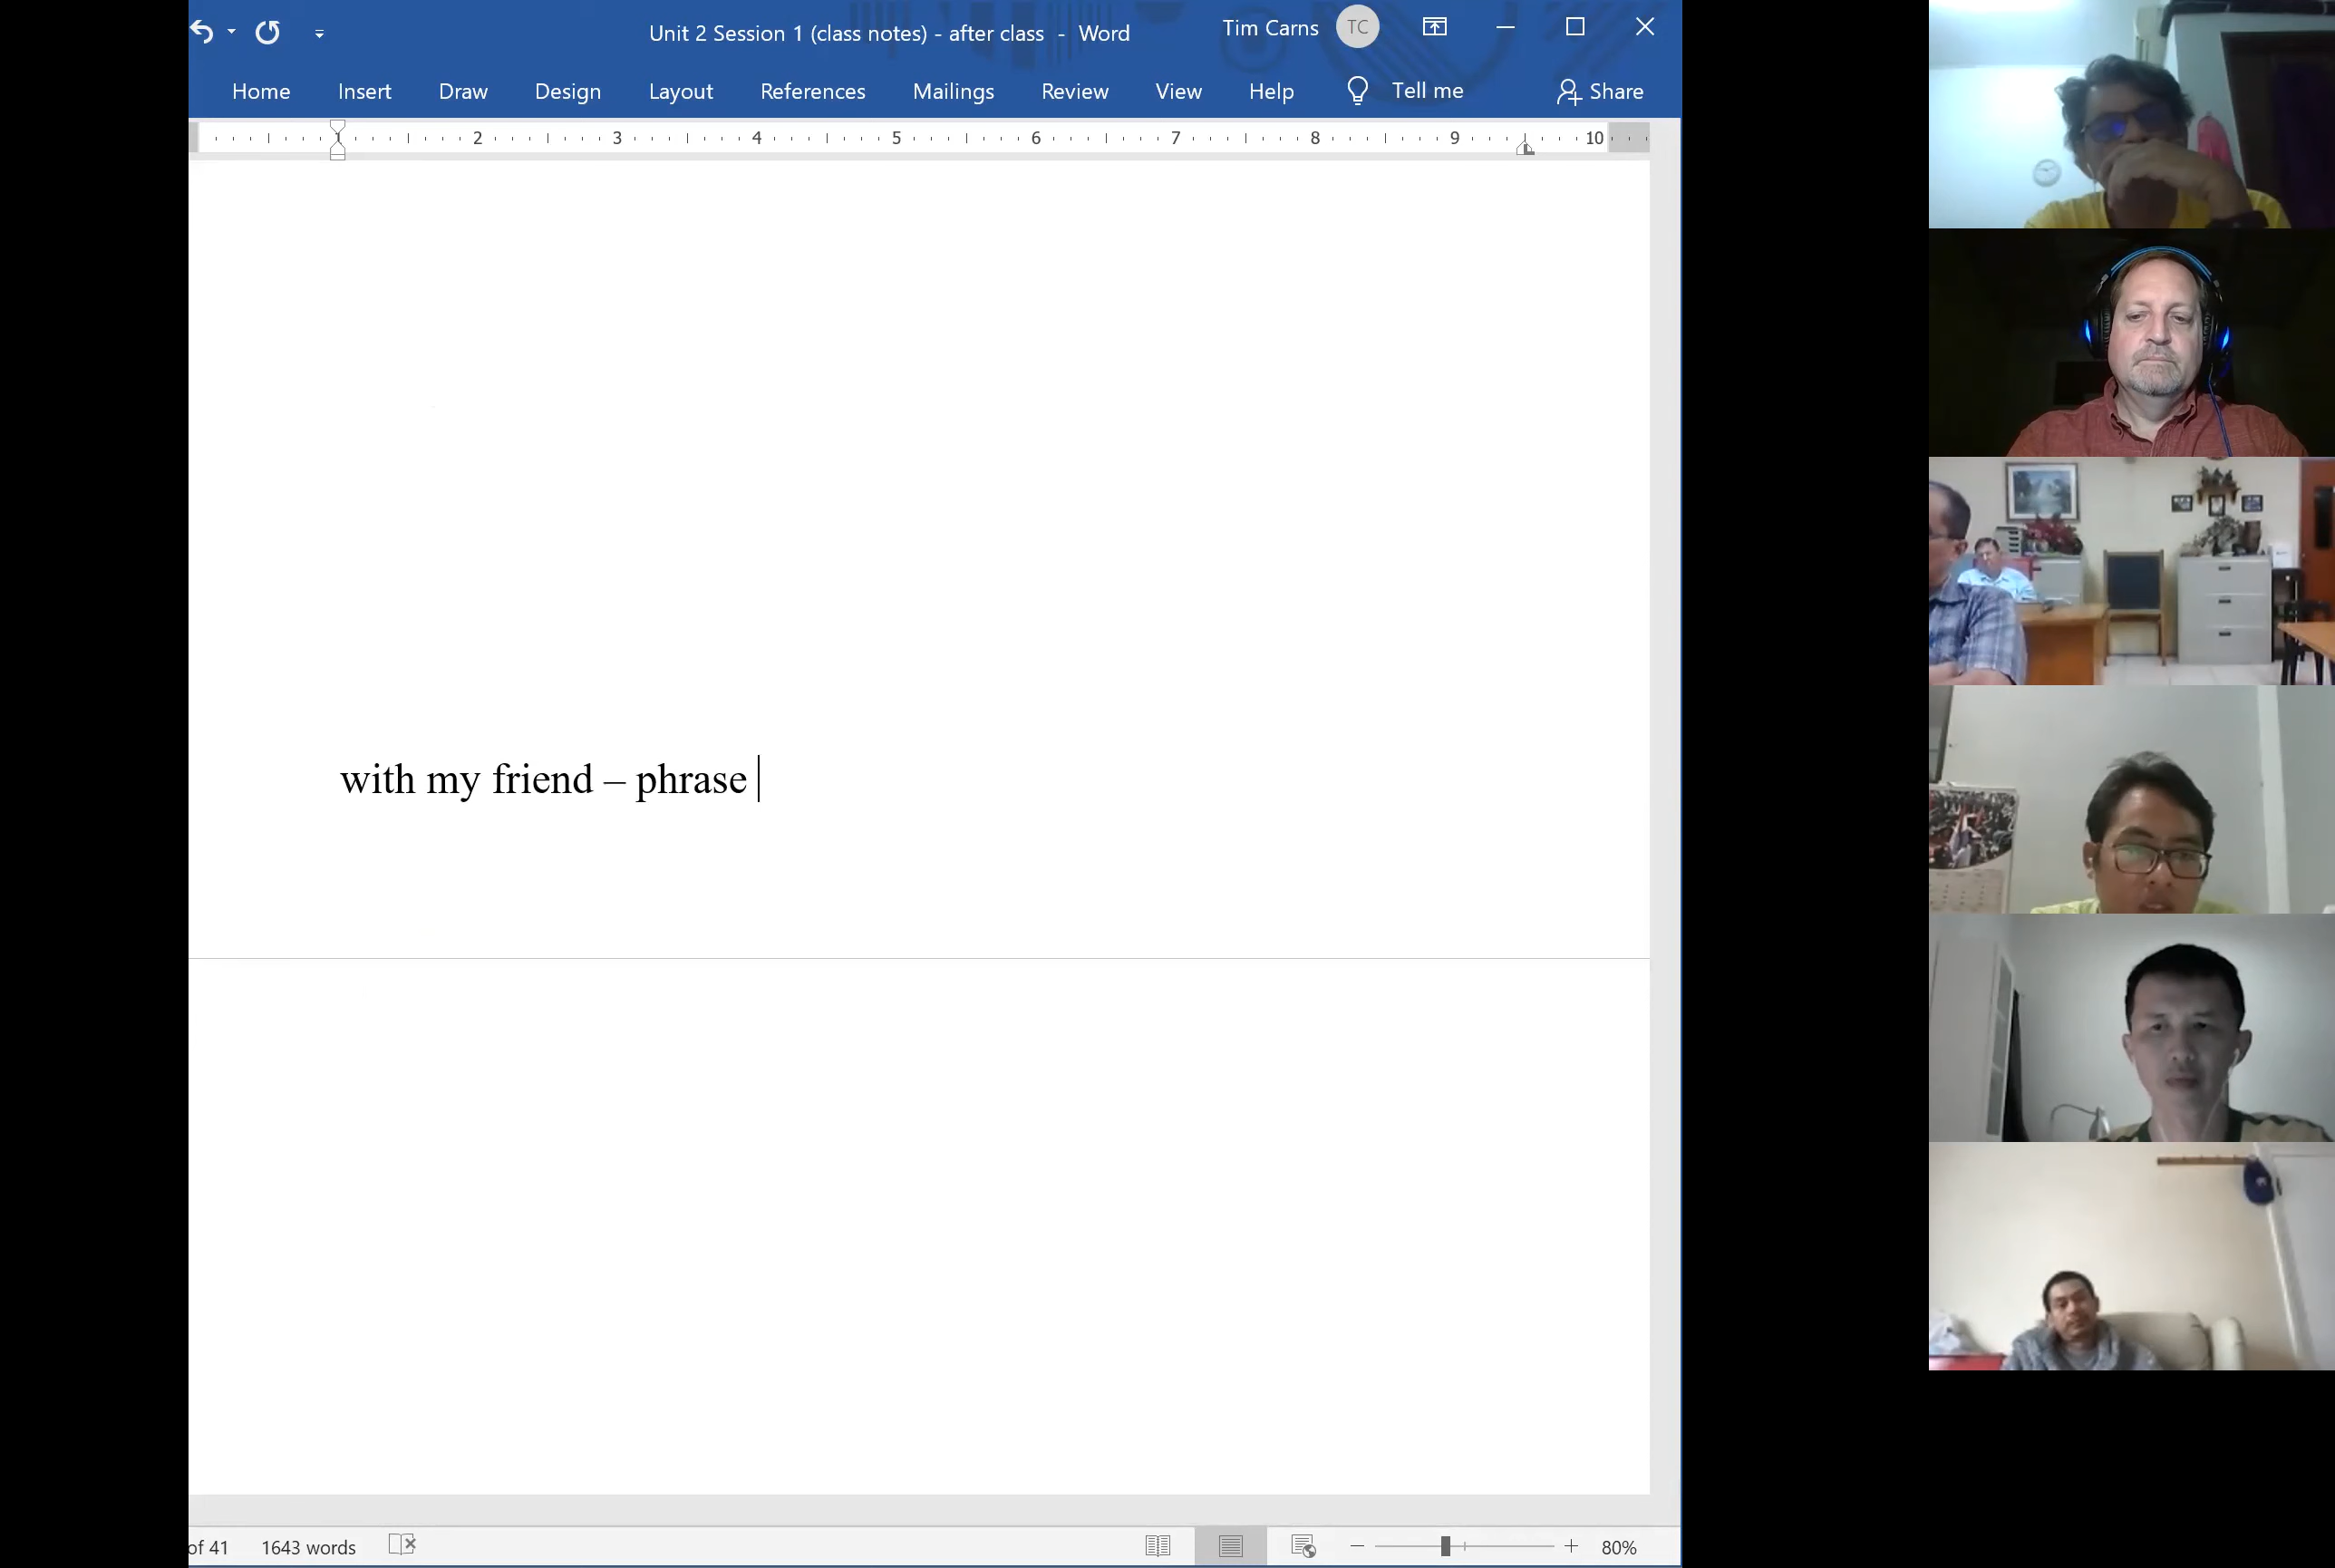 Unit 2 Session 1 (class notes) - after class - Word
Tim Carns TC
Home Insert Draw Design Layout References Mailings Review View Help Tell me Share
1 2 3 4 5 6 7 8 9 10
with my friend – phrase
of 41 1643 words
80%